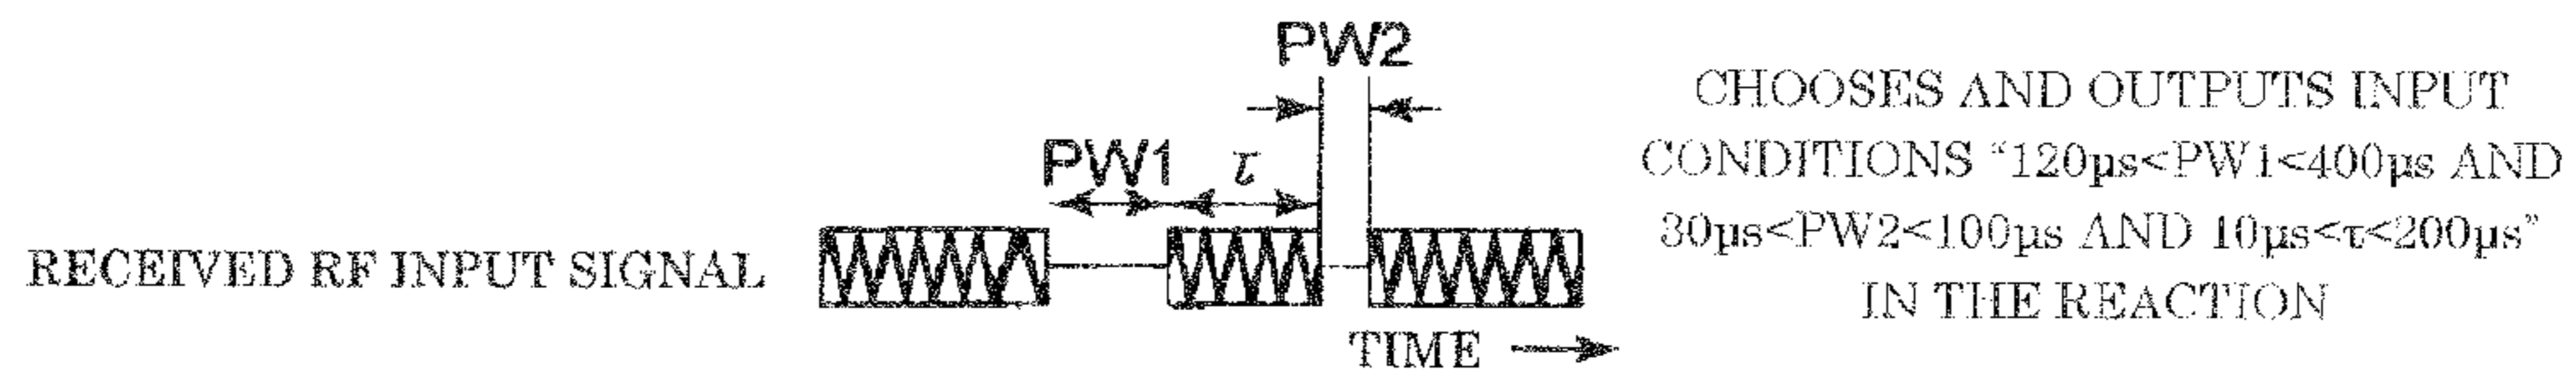 PW2
PW1 τ
RECEIVED RF INPUT SIGNAL
TIME
CHOOSES AND OUTPUTS INPUT
CONDITIONS “120µs<PW1<400µs AND
30µs<PW2<100µs AND 10µs<τ<200µs”
IN THE REACTION